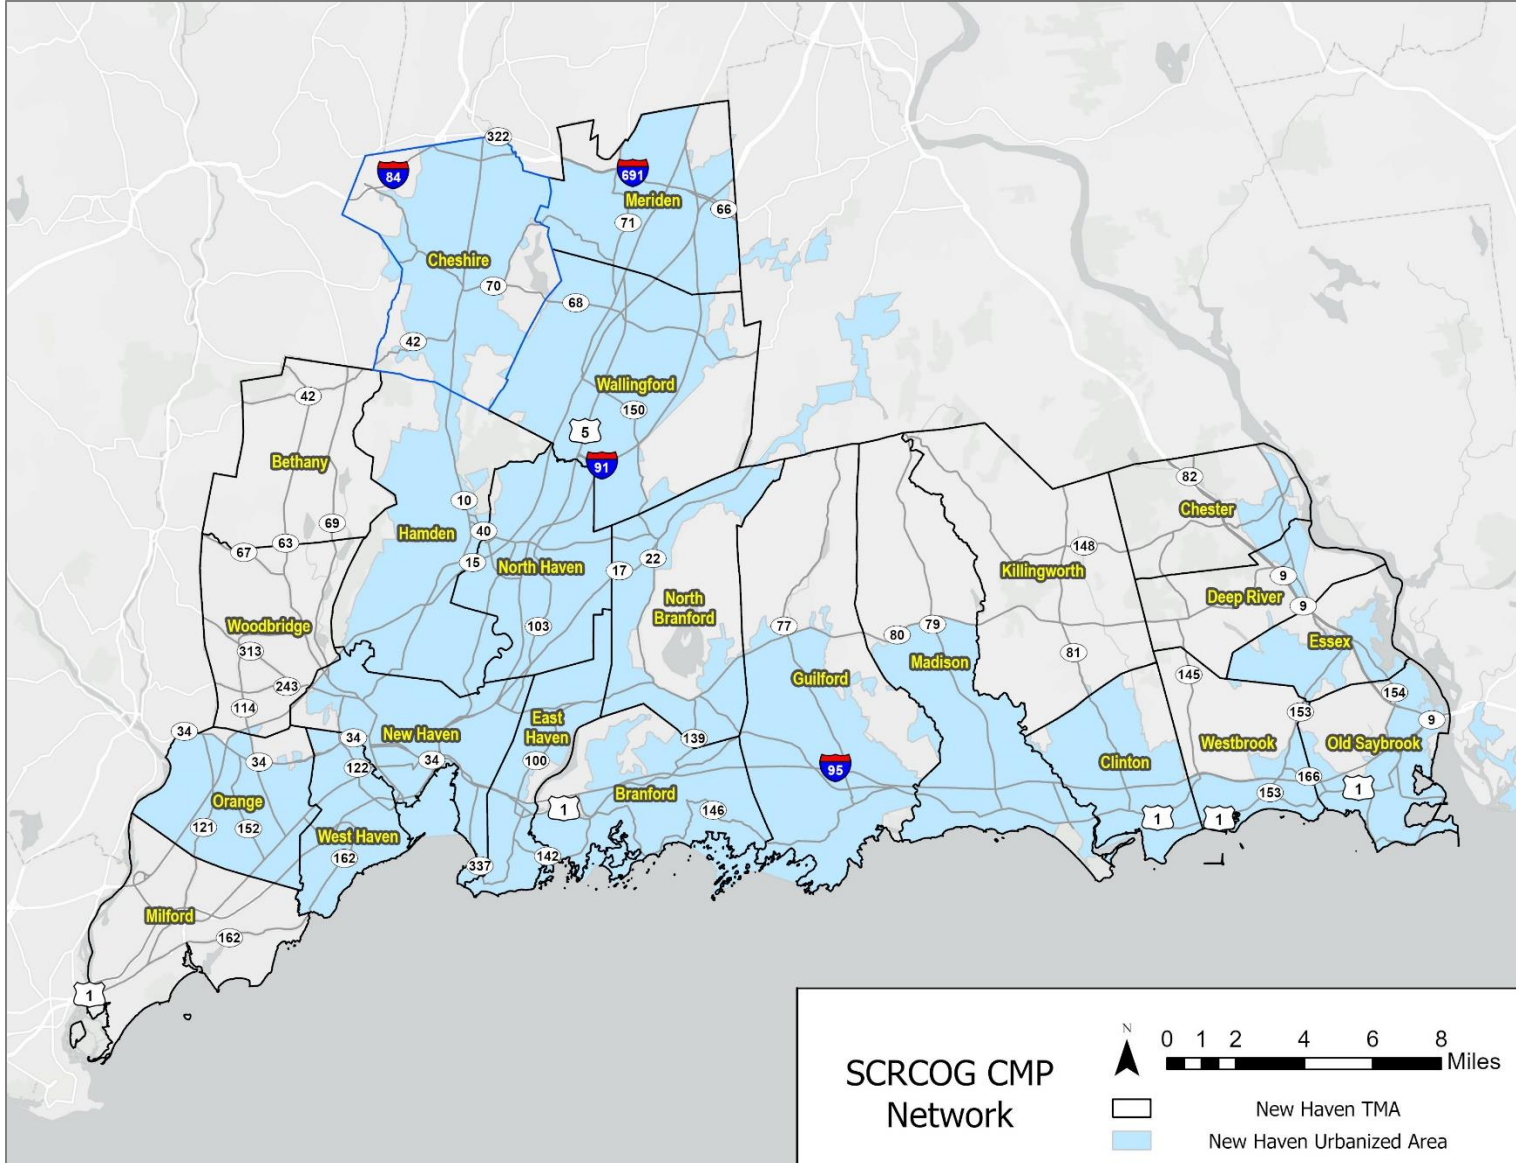 322
84
691
Meriden
66
71
Cheshire
70
68
42
Wallingford
42
150
5
Bethany
91
82
10
Chester
Hamden
69
40
63
67
148
15
North Haven
22
17
Killingworth
9
Deep River
North
Branford
9
Woodbridge
103
77
79
80
Essex
313
81
Madison
145
Guilford
243
154
114
East
Haven
153
9
34
New Haven
34
139
Westbrook
Old Saybrook
34
34
100
Clinton
122
95
166
Orange
1
Branford
153
1
146
1
1
121
152
West Haven
162
142
337
Milford
162
1
SCRCOG CMP
Network
N
0 1 2 4 6 8
Miles
New Haven TMA
New Haven Urbanized Area